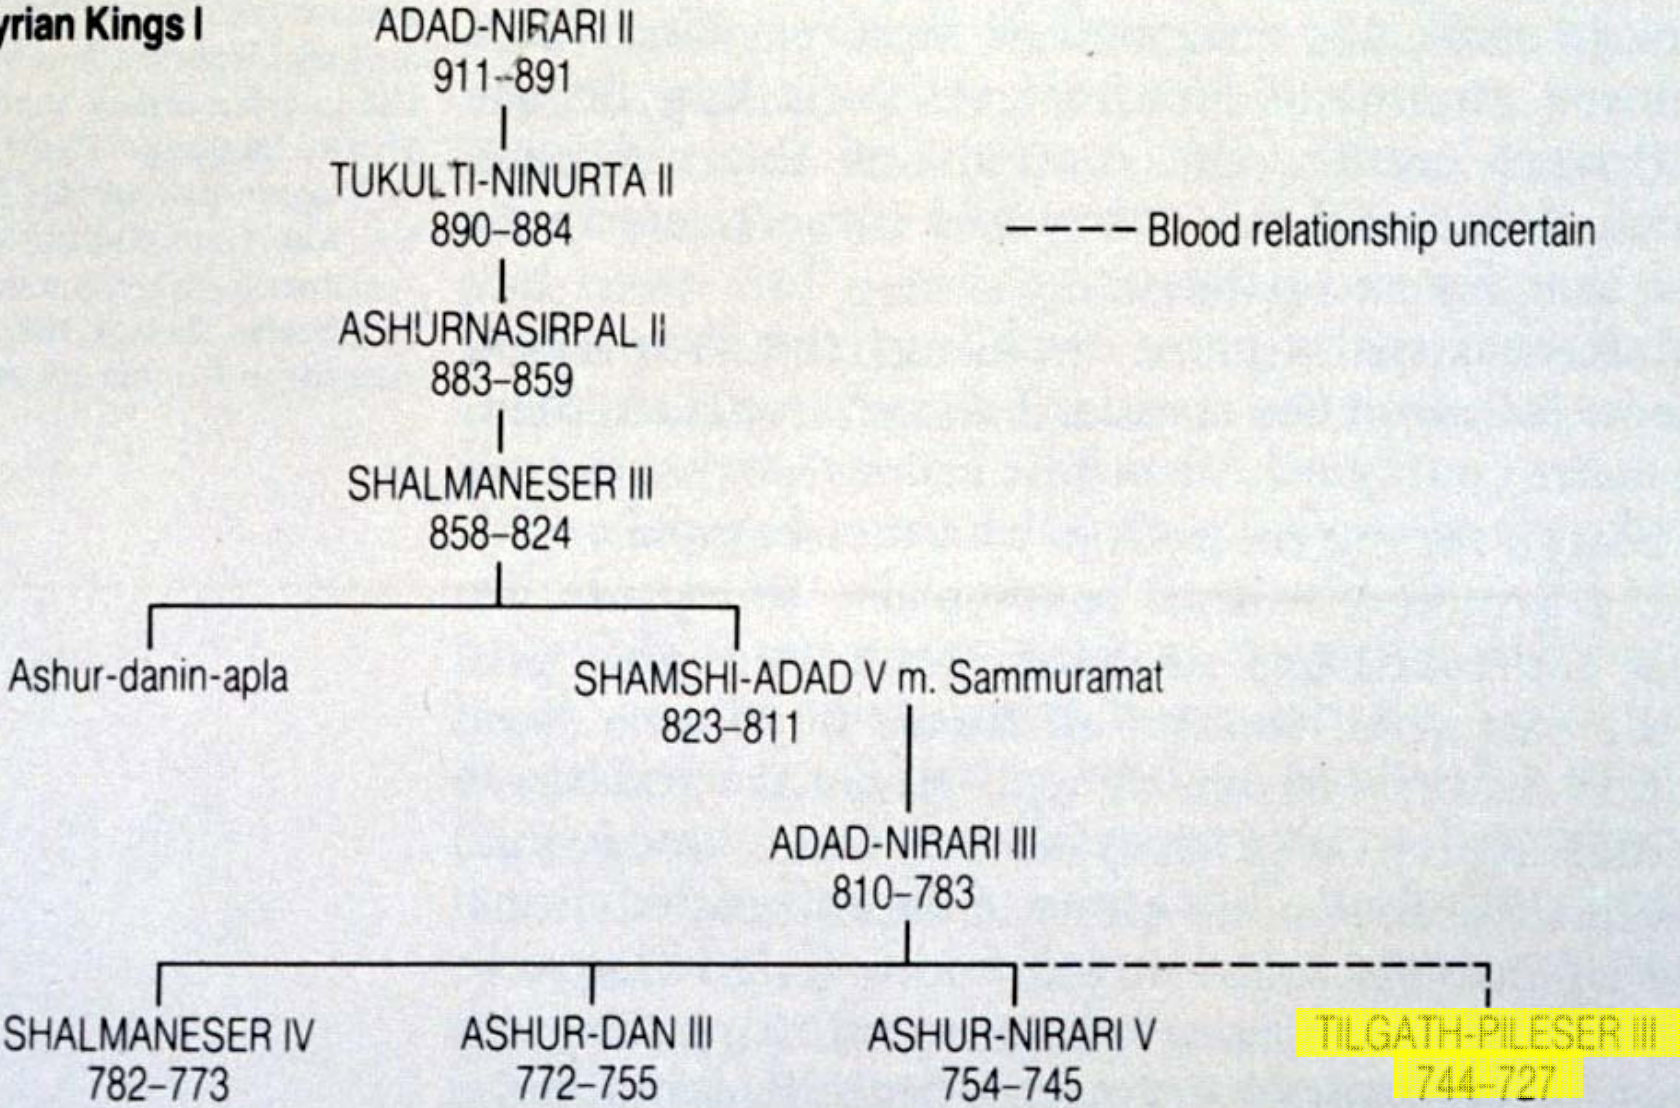 yrian Kings I
ADAD-NIRARI II
911–891
TUKULTI-NINURTA II
890–884
---- Blood relationship uncertain
ASHURNASIRPAL II
883–859
SHALMANESER III
858–824
Ashur-danin-apla
SHAMSHI-ADAD V m. Sammuramat
823–811
ADAD-NIRARI III
810–783
SHALMANESER IV
782–773
ASHUR-DAN III
772–755
ASHUR-NIRARI V
754–745
TILGATH-PILESER III
744–727